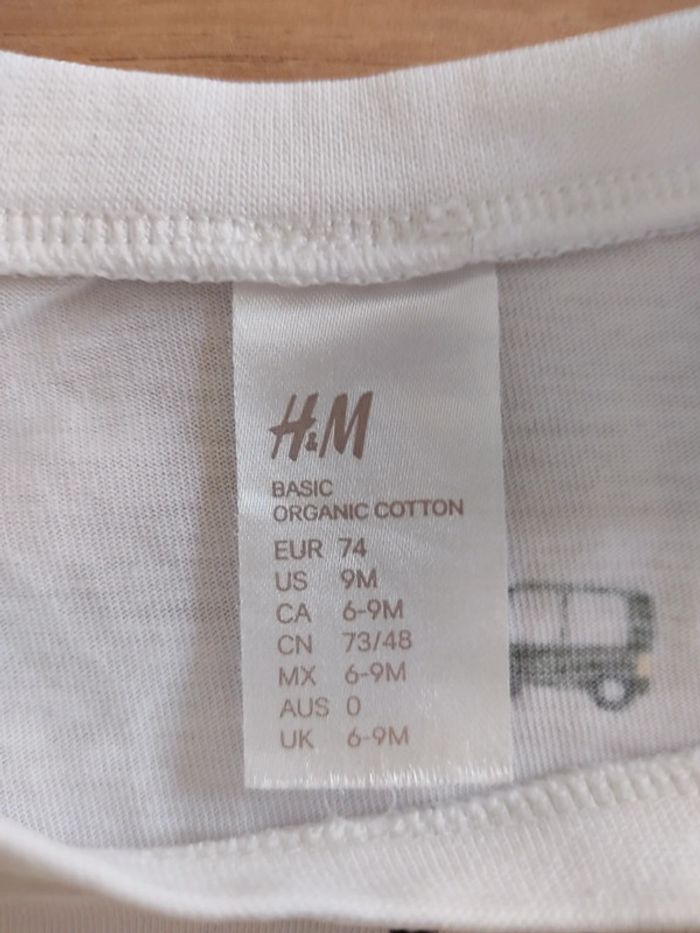 H&M
BASIC
ORGANIC COTTON
EUR 74
US 9M
CA 6-9M
CN 73/48
MX 6-9M
AUS 0
UK 6-9M